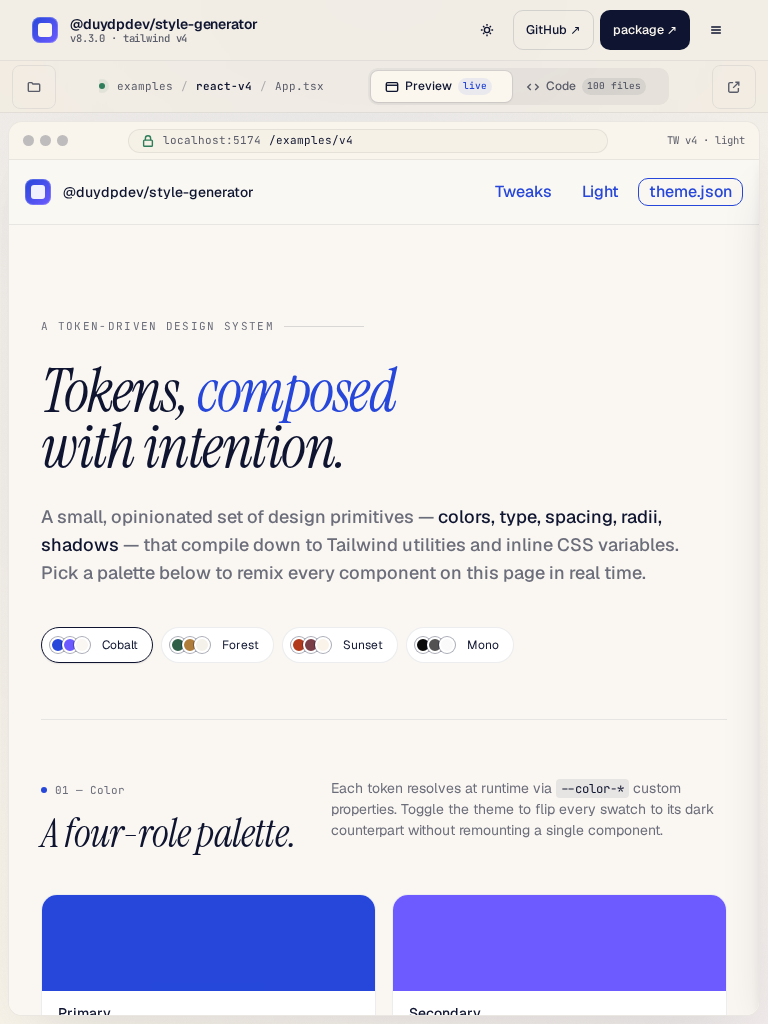 @duydpdev/style-generator
v8.3.0 · tailwind v4
GitHub ↗
package ↗
examples / react-v4 / App.tsx
Preview live
Code 100 files
localhost:5174 /examples/v4
TW v4 · light
@duydpdev/style-generator
Tweaks
Light
theme.json
A TOKEN-DRIVEN DESIGN SYSTEM
Tokens, composed
with intention.
A small, opinionated set of design primitives — colors, type, spacing, radii,
shadows — that compile down to Tailwind utilities and inline CSS variables.
Pick a palette below to remix every component on this page in real time.
Cobalt
Forest
Sunset
Mono
01 — Color
A four-role palette.
Each token resolves at runtime via --color-* custom
properties. Toggle the theme to flip every swatch to its dark
counterpart without remounting a single component.
Primary
Secondary